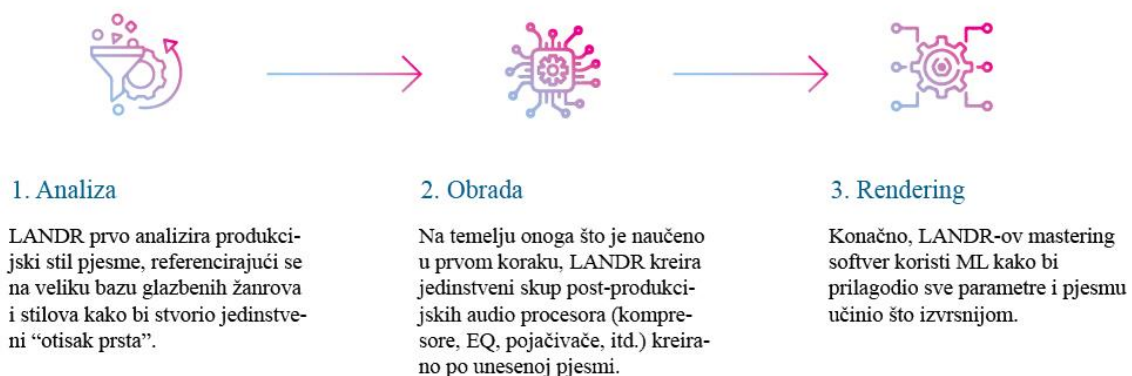 1. Analiza
LANDR prvo analizira produkci-
jski stil pjesme, referencirajući se
na veliku bazu glazbenih žanrova
i stilova kako bi stvorio jedinstve-
ni “otisak prsta”.
2. Obrada
Na temelju onoga što je naučeno
u prvom koraku, LANDR kreira
jedinstveni skup post-produkci-
jskih audio procesora (kompre-
sore, EQ, pojačivače, itd.) kreira-
no po unesenoj pjesmi.
3. Rendering
Konačno, LANDR-ov mastering
softver koristi ML kako bi
prilagodio sve parametre i pjesmu
učinio što izvrsnijom.